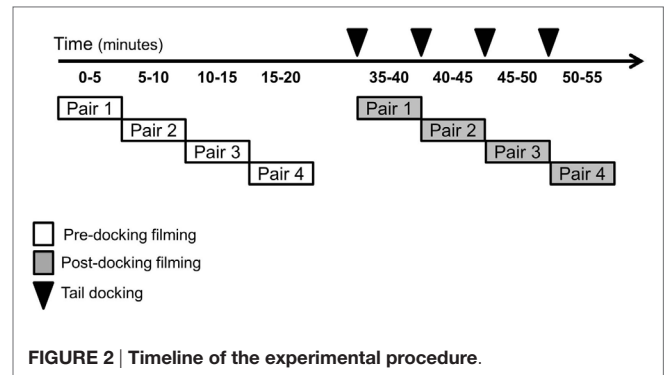 Time (minutes)
0-5 5-10 10-15 15-20 35-40 40-45 45-50 50-55
Pair 1 Pair 1
Pair 2 Pair 2
Pair 3 Pair 3
Pair 4 Pair 4
Pre-docking filming
Post-docking filming
Tail docking
FIGURE 2 | Timeline of the experimental procedure.